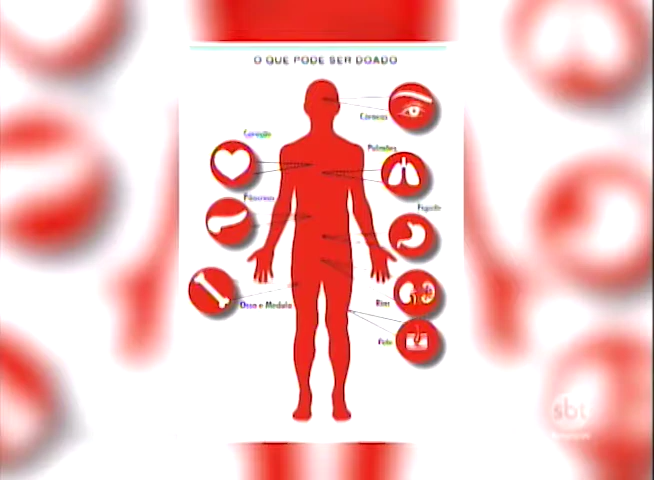 O QUE PODE SER DOADO
Córneas
Coração
Pulmões
Pâncreas
Fígado
Osso e Medula
Rins
Pele
sbt